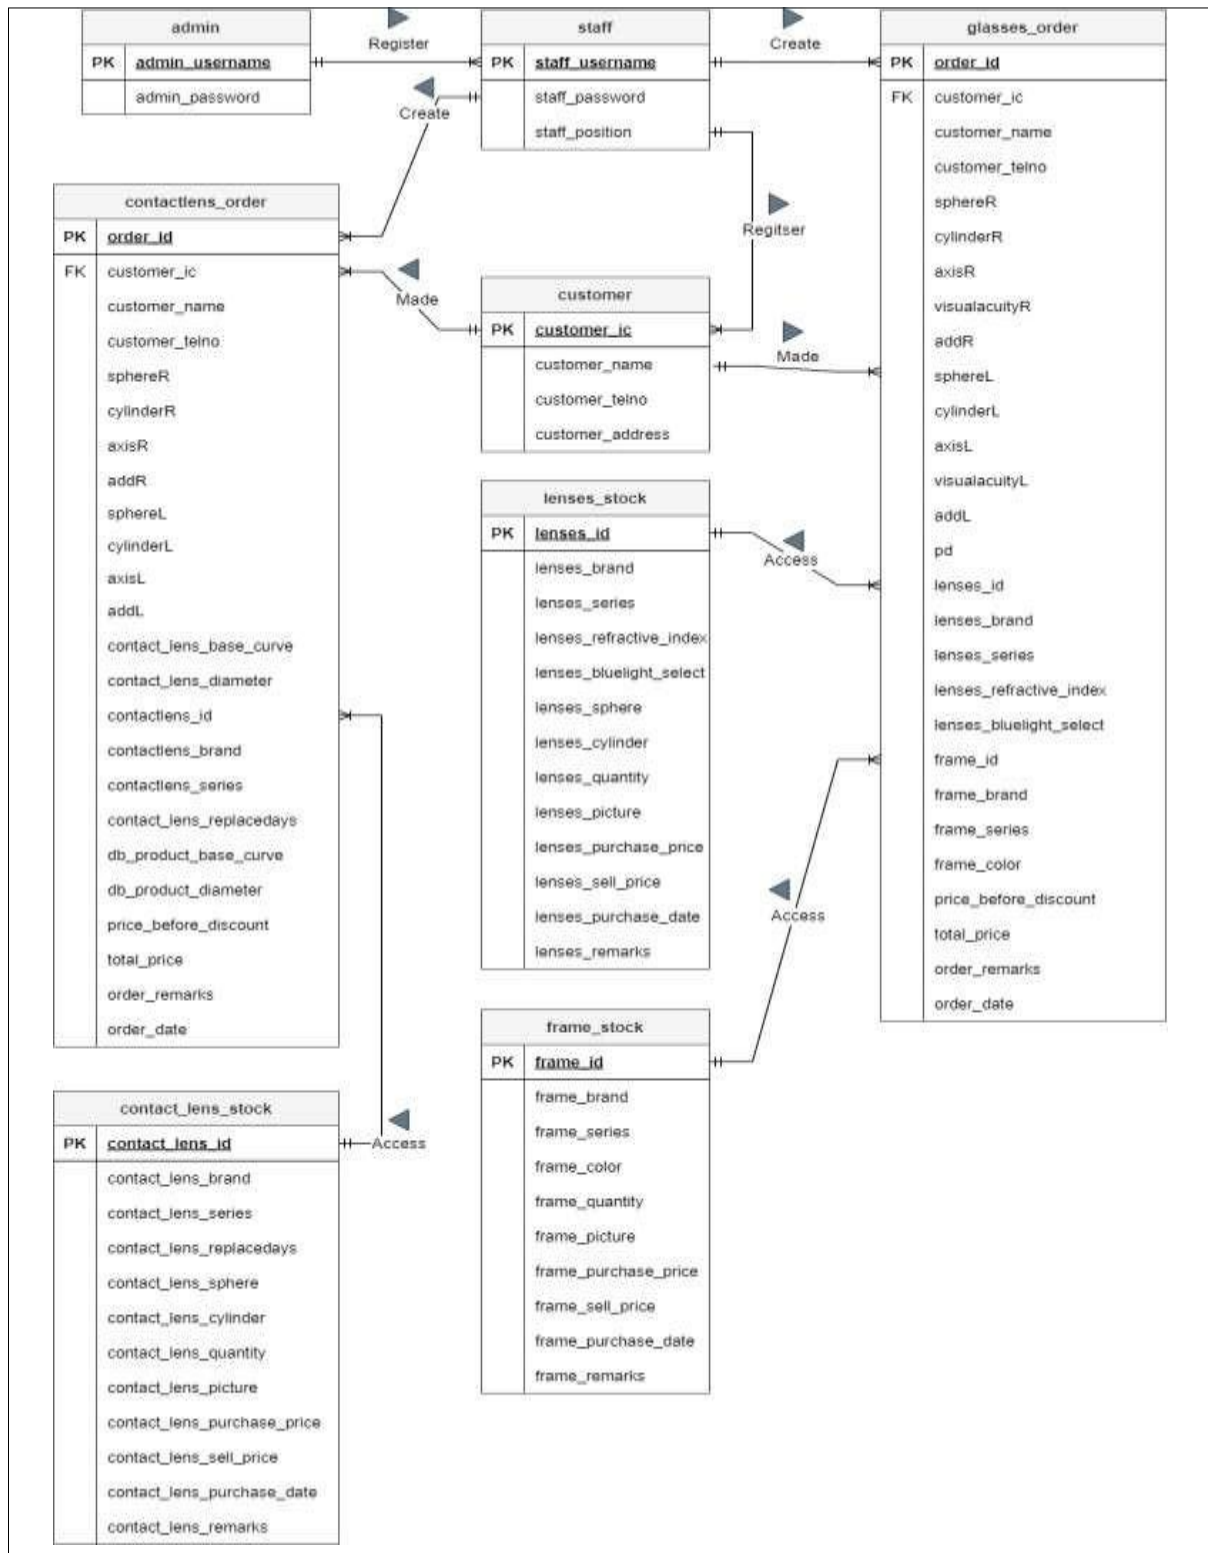 admin
PK admin_username
admin_password
Register
staff
PK staff_username
staff_password
staff_position
Create
Create
Regitser
glasses_order
PK order_id
FK customer_ic
customer_name
customer_telno
sphereR
cylinderR
axisR
visualacuityR
addR
sphereL
cylinderL
axisL
visualacuityL
addL
pd
lenses_id
lenses_brand
lenses_series
lenses_refractive_index
lenses_bluelight_select
frame_id
frame_brand
frame_series
frame_color
price_before_discount
total_price
order_remarks
order_date
contactlens_order
PK order_id
FK customer_ic
customer_name
customer_telno
sphereR
cylinderR
axisR
addR
sphereL
cylinderL
axisL
addL
contact_lens_base_curve
contact_lens_diameter
contactlens_id
contactlens_brand
contactlens_series
contact_lens_replacedays
db_product_base_curve
db_product_diameter
price_before_discount
total_price
order_remarks
order_date
Made
customer
PK customer_ic
customer_name
customer_telno
customer_address
Made
lenses_stock
PK lenses_id
lenses_brand
lenses_series
lenses_refractive_index
lenses_bluelight_select
lenses_sphere
lenses_cylinder
lenses_quantity
lenses_picture
lenses_purchase_price
lenses_sell_price
lenses_purchase_date
lenses_remarks
Access
Access
frame_stock
PK frame_id
frame_brand
frame_series
frame_color
frame_quantity
frame_picture
frame_purchase_price
frame_sell_price
frame_purchase_date
frame_remarks
contact_lens_stock
PK contact_lens_id
contact_lens_brand
contact_lens_series
contact_lens_replacedays
contact_lens_sphere
contact_lens_cylinder
contact_lens_quantity
contact_lens_picture
contact_lens_purchase_price
contact_lens_sell_price
contact_lens_purchase_date
contact_lens_remarks
Access